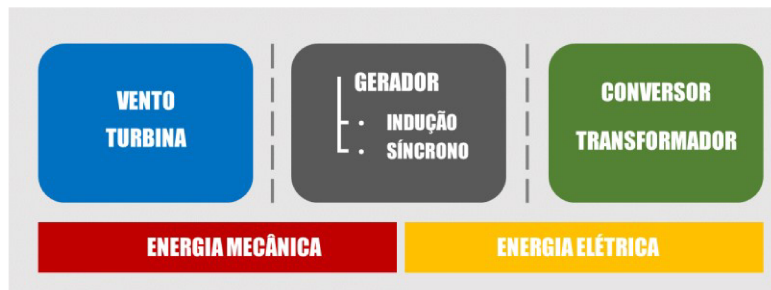 VENTO
TURBINA
GERADOR
· INDUÇÃO
· SÍNCRONO
CONVERSOR
TRANSFORMADOR
ENERGIA MECÂNICA
ENERGIA ELÉTRICA